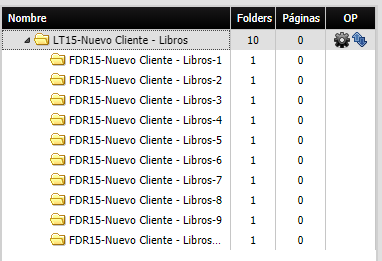 Nombre Folders Páginas OP
LT15-Nuevo Cliente - Libros 10 0
FDR15-Nuevo Cliente - Libros-1 1 0
FDR15-Nuevo Cliente - Libros-2 1 0
FDR15-Nuevo Cliente - Libros-3 1 0
FDR15-Nuevo Cliente - Libros-4 1 0
FDR15-Nuevo Cliente - Libros-5 1 0
FDR15-Nuevo Cliente - Libros-6 1 0
FDR15-Nuevo Cliente - Libros-7 1 0
FDR15-Nuevo Cliente - Libros-8 1 0
FDR15-Nuevo Cliente - Libros-9 1 0
FDR15-Nuevo Cliente - Libros... 1 0